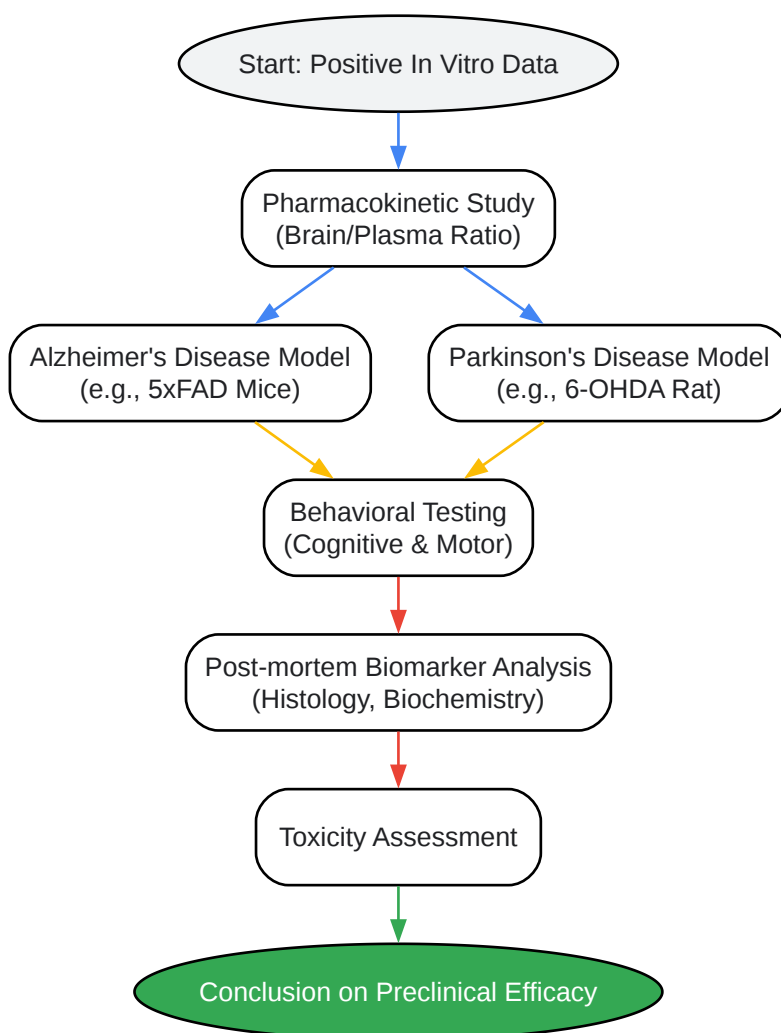 Start: Positive In Vitro Data
Pharmacokinetic Study
(Brain/Plasma Ratio)
Alzheimer's Disease Model
(e.g., 5xFAD Mice)
Parkinson's Disease Model
(e.g., 6-OHDA Rat)
Behavioral Testing
(Cognitive & Motor)
Post-mortem Biomarker Analysis
(Histology, Biochemistry)
Toxicity Assessment
Conclusion on Preclinical Efficacy